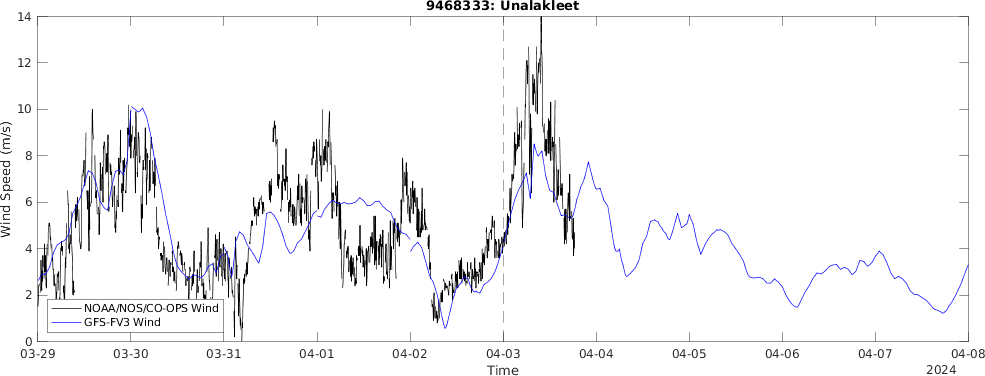 9468333: Unalakleet
Wind Speed (m/s)
14
12
10
8
6
4
2
0
NOAA/NOS/CO-OPS Wind
GFS-FV3 Wind
03-29 03-30 03-31 04-01 04-02 04-03 04-04 04-05 04-06 04-07 04-08
Time
2024